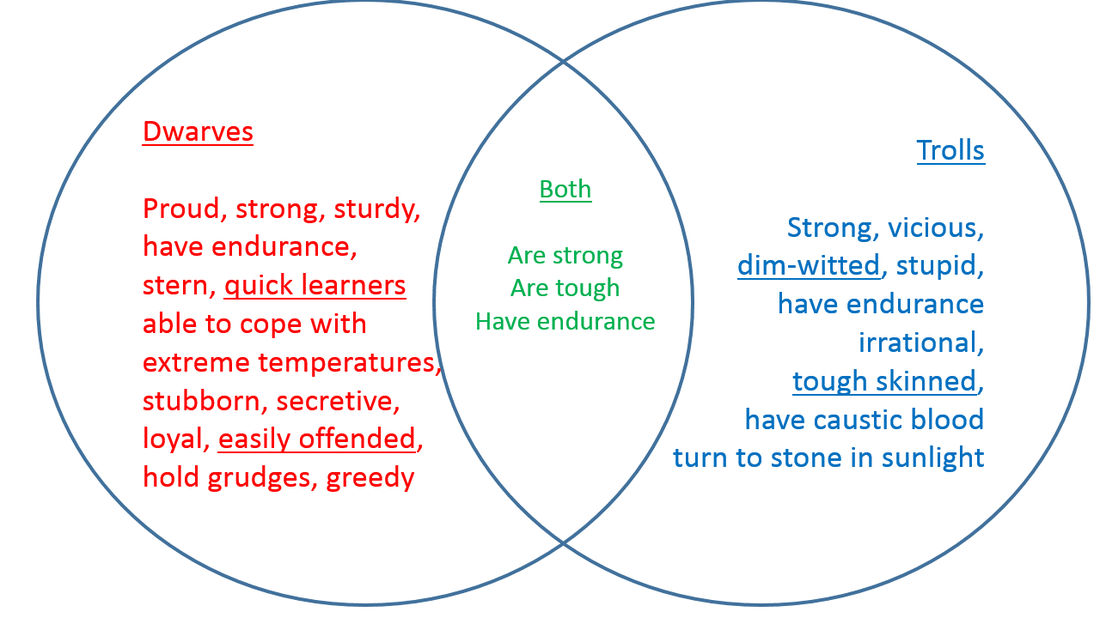 Dwarves
Proud, strong, sturdy,
have endurance,
stern, quick learners
able to cope with
extreme temperatures,
stubborn, secretive,
loyal, easily offended,
hold grudges, greedy
Both
Are strong
Are tough
Have endurance
Trolls
Strong, vicious,
dim-witted, stupid,
have endurance
irrational,
tough skinned,
have caustic blood
turn to stone in sunlight